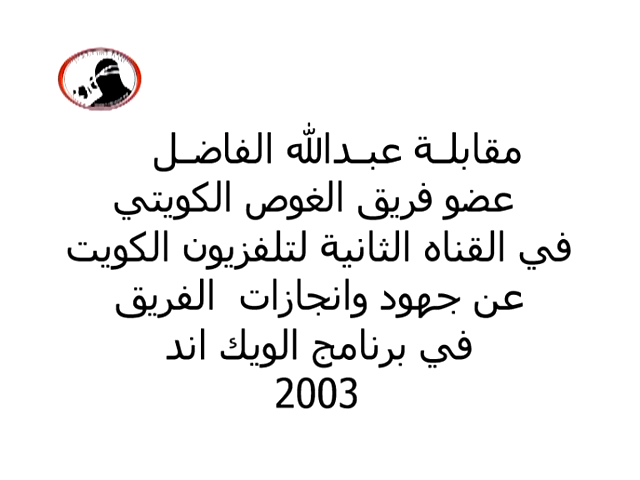 مقابلـة عبـدالله الفاضـل
عضو فريق الغوص الكويتي
في القناه الثانية لتلفزيون الكويت
عن جهود وانجازات الفريق
في برنامج الويك اند
2003